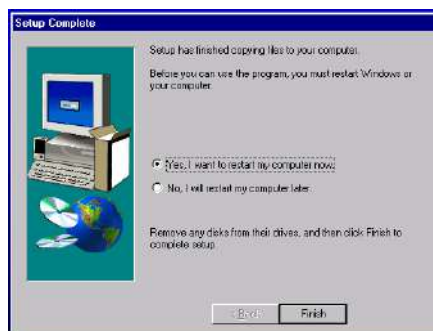 Setup Complete
Setup has finished copying files to your computer.
Before you can use the program, you must restart Windows or
your computer.
Yes, I want to restart my computer now.
No, I will restart my computer later.
Remove any disks from their drives, and then click Finish to
complete setup.
< Back
Finish